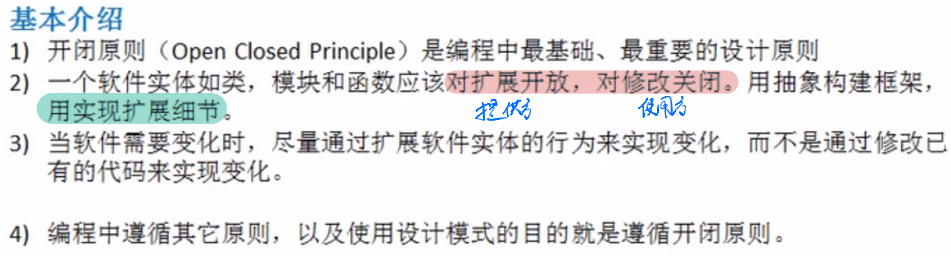 基本介绍
1) 开闭原则（Open Closed Principle）是编程中最基础、最重要的设计原则
2) 一个软件实体如类，模块和函数应该对扩展开放，对修改关闭。用抽象构建框架，
用实现扩展细节。
提供方 使用方
3) 当软件需要变化时，尽量通过扩展软件实体的行为来实现变化，而不是通过修改已
有的代码来实现变化。
4) 编程中遵循其它原则，以及使用设计模式的目的就是遵循开闭原则。